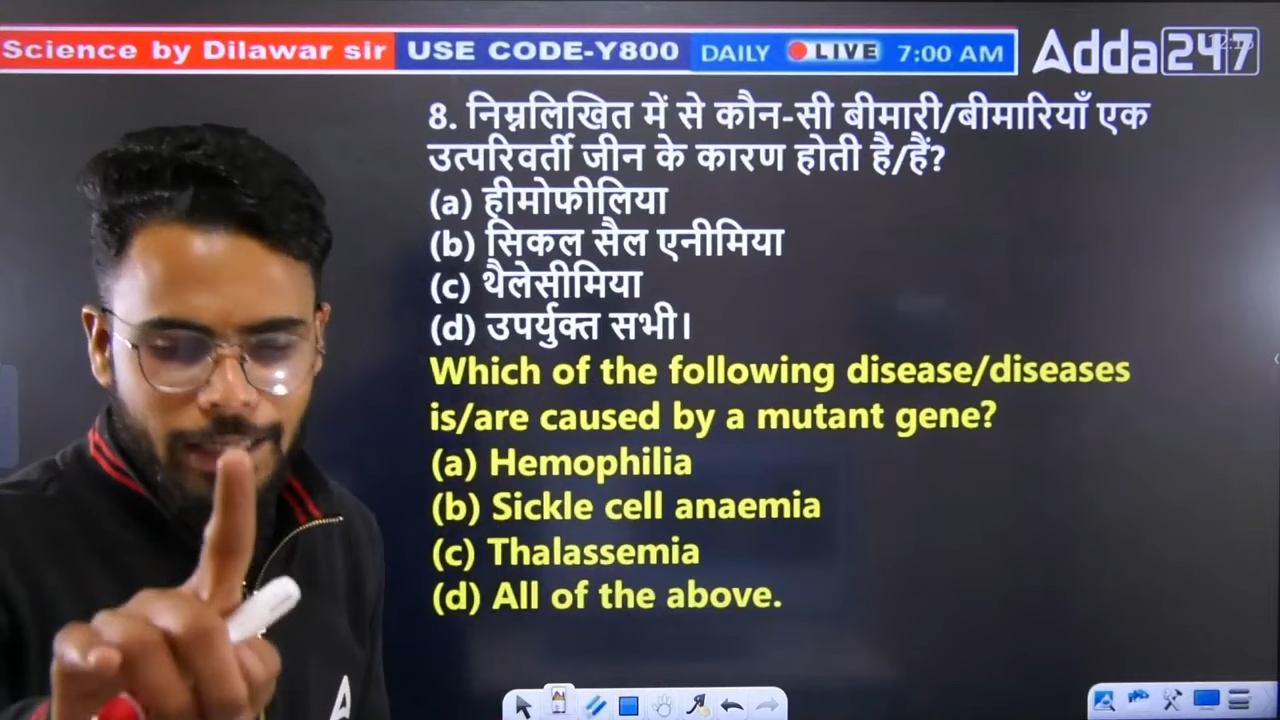 Science by Dilawar sir USE CODE-Y800 DAILY LIVE 7:00 AM Adda 247
8. निम्नलिखित में से कौन-सी बीमारी/बीमारियाँ एक
उत्परिवर्ती जीन के कारण होती है/हैं?
(a) हीमोफीलिया
(b) सिकल सैल एनीमिया
(c) थैलेसीमिया
(d) उपर्युक्त सभी।
Which of the following disease/diseases
is/are caused by a mutant gene?
(a) Hemophilia
(b) Sickle cell anaemia
(c) Thalassemia
(d) All of the above.